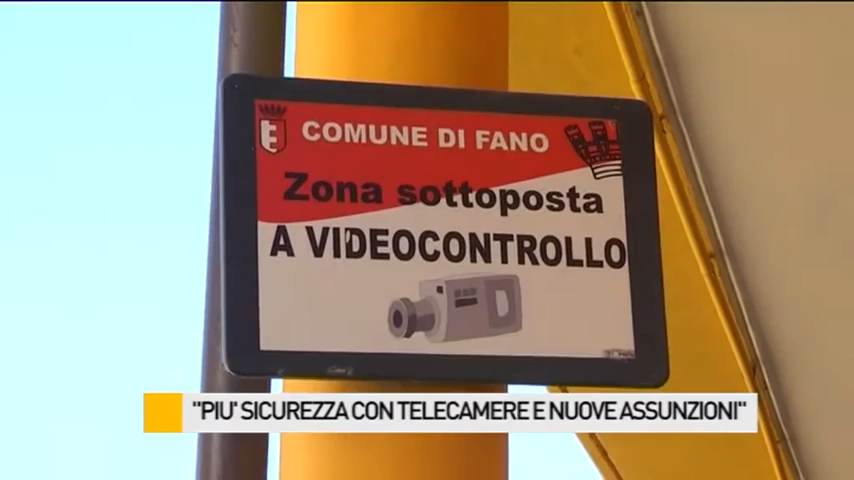 COMUNE DI FANO
Zona sottoposta
A VIDEOCONTROLLO
"PIU' SICUREZZA CON TELECAMERE E NUOVE ASSUNZIONI"